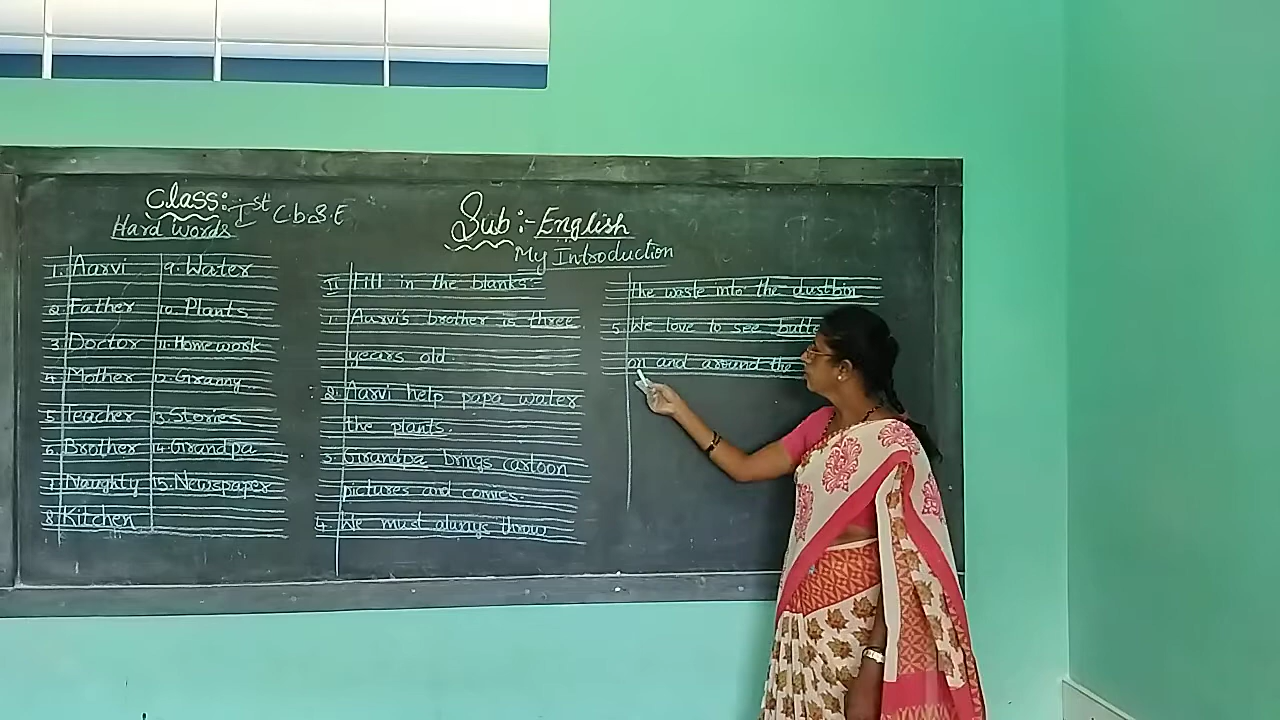 Class:- Ist C.b.S.E
Sub:- English
Hard Words
My Introduction
1. Aarvi
2. Father
3. Doctor
4. Mother
5. Teacher
6. Brother
7. Naughty
8. Kitchen
9. Water
10. Plants
11. Homework
12. Granny
13. Stories
14. Grandpa
15. Newspaper
II Fill in the blanks:-
1. Aarvi's brother is three
years old.
2. Aarvi help papa water
the plants.
3. Grandpa brings cartoon
pictures and comics.
4. We must always throw
the waste into the dustbin
5. We love to see
on and around the